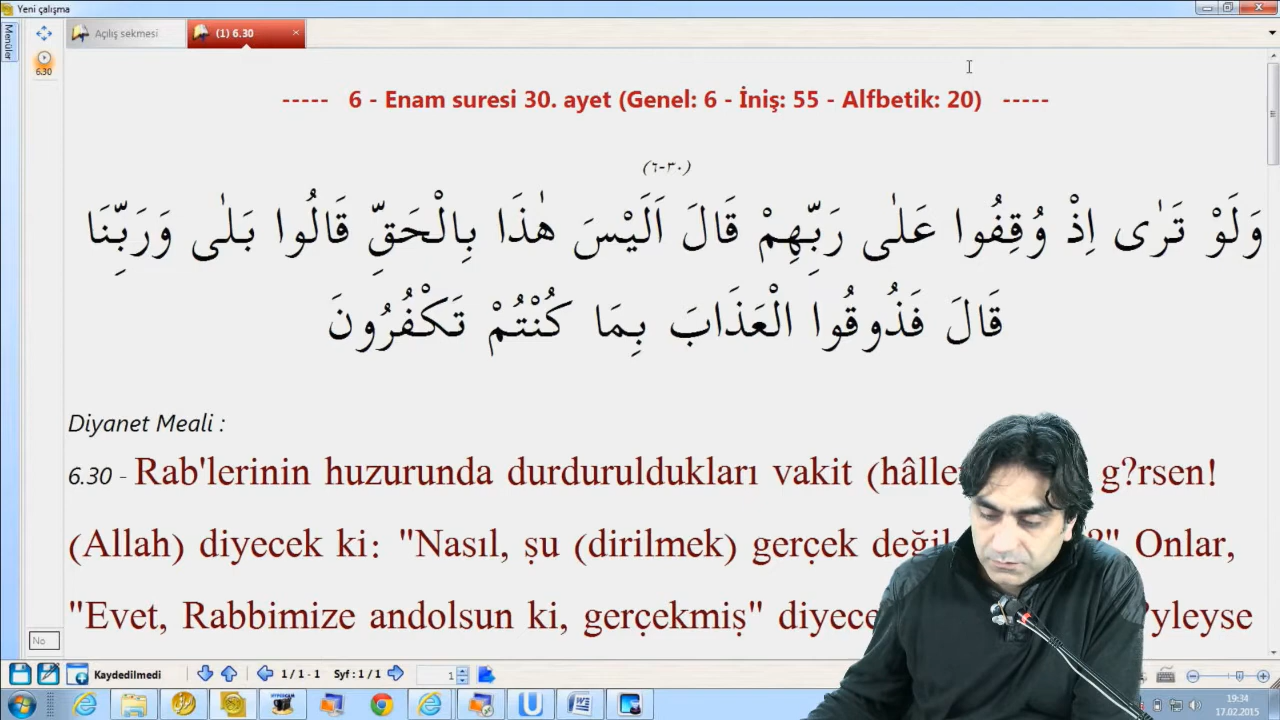 Yeni çalışma
Menüler
Açılış sekmesi
(1) 6.30
6.30
----- 6 - Enam suresi 30. ayet (Genel: 6 - İniş: 55 - Alfbetik: 20) -----
(٦-٣٠)
وَلَوْ تَرٰى اِذْ وُقِفُوا عَلٰى رَبِّهِمْ قَالَ اَلَيْسَ هٰذَا بِالْحَقِّ قَالُوا بَلٰى وَرَبِّنَا
قَالَ فَذُوقُوا الْعَذَابَ بِمَا كُنْتُمْ تَكْفُرُونَ
Diyanet Meali :
6.30 - Rab'lerinin huzurunda durduruldukları vakit g?rsen!
(Allah) diyecek ki: "Nasıl, şu (dirilmek) gerçek Onlar,
"Evet, Rabbimize andolsun ki, gerçekmiş"
No
Kaydedilmedi
1/1 - 1
Syf : 1/1
1
19:34
17.02.2015